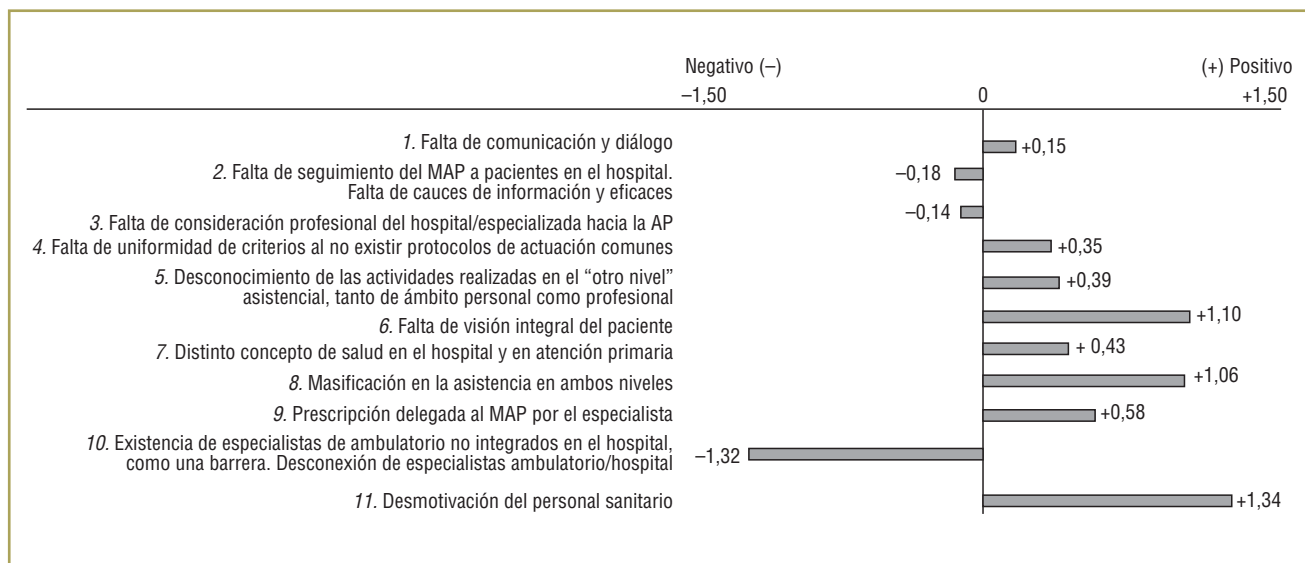 Negativo (–)
(+) Positivo
–1,50
0
+1,50
1. Falta de comunicación y diálogo
+0,15
2. Falta de seguimiento del MAP a pacientes en el hospital.
Falta de cauces de información y eficaces
–0,18
3. Falta de consideración profesional del hospital/especializada hacia la AP
–0,14
4. Falta de uniformidad de criterios al no existir protocolos de actuación comunes
+0,35
5. Desconocimiento de las actividades realizadas en el “otro nivel”
asistencial, tanto de ámbito personal como profesional
+0,39
6. Falta de visión integral del paciente
+1,10
7. Distinto concepto de salud en el hospital y en atención primaria
+ 0,43
8. Masificación en la asistencia en ambos niveles
+1,06
9. Prescripción delegada al MAP por el especialista
+0,58
10. Existencia de especialistas de ambulatorio no integrados en el hospital,
como una barrera. Desconexión de especialistas ambulatorio/hospital
–1,32
11. Desmotivación del personal sanitario
+1,34